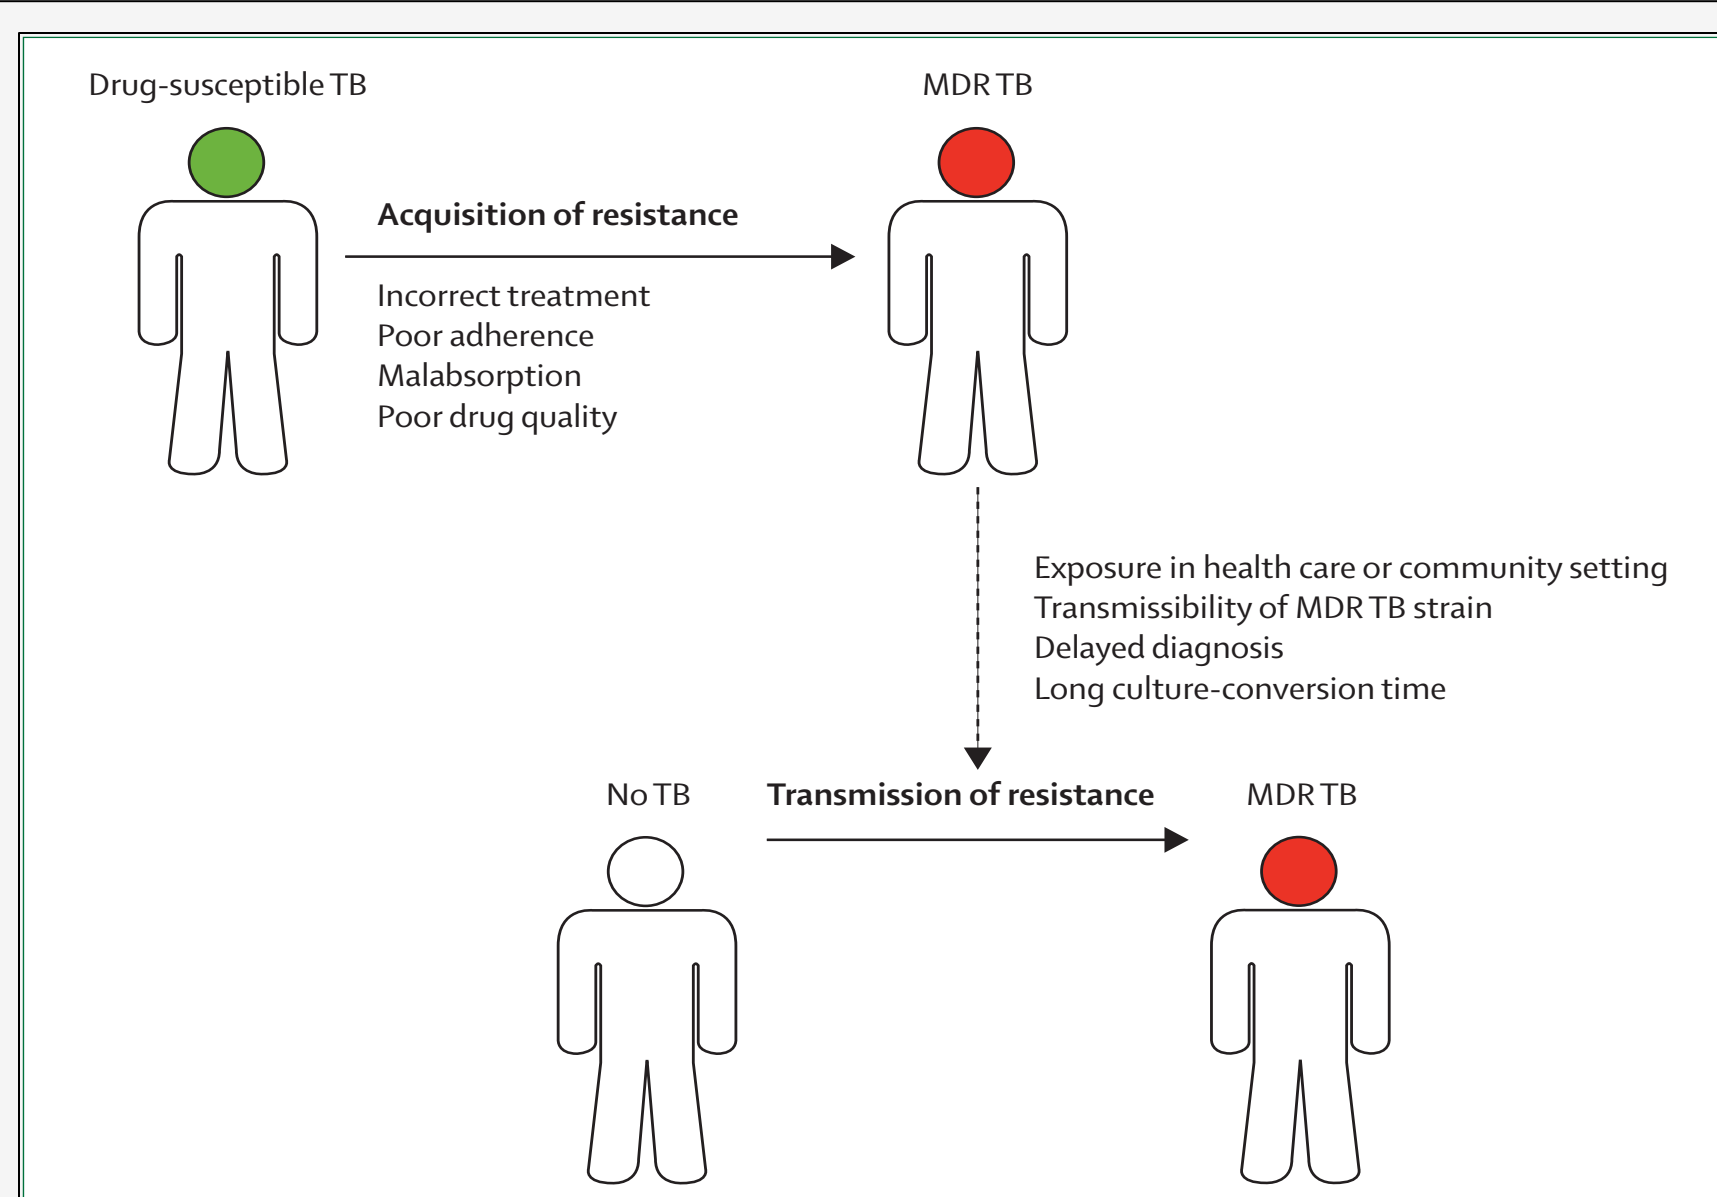 Drug-susceptible TB
MDR TB
Acquisition of resistance
Incorrect treatment
Poor adherence
Malabsorption
Poor drug quality
Exposure in health care or community setting
Transmissibility of MDR TB strain
Delayed diagnosis
Long culture-conversion time
No TB
Transmission of resistance
MDR TB